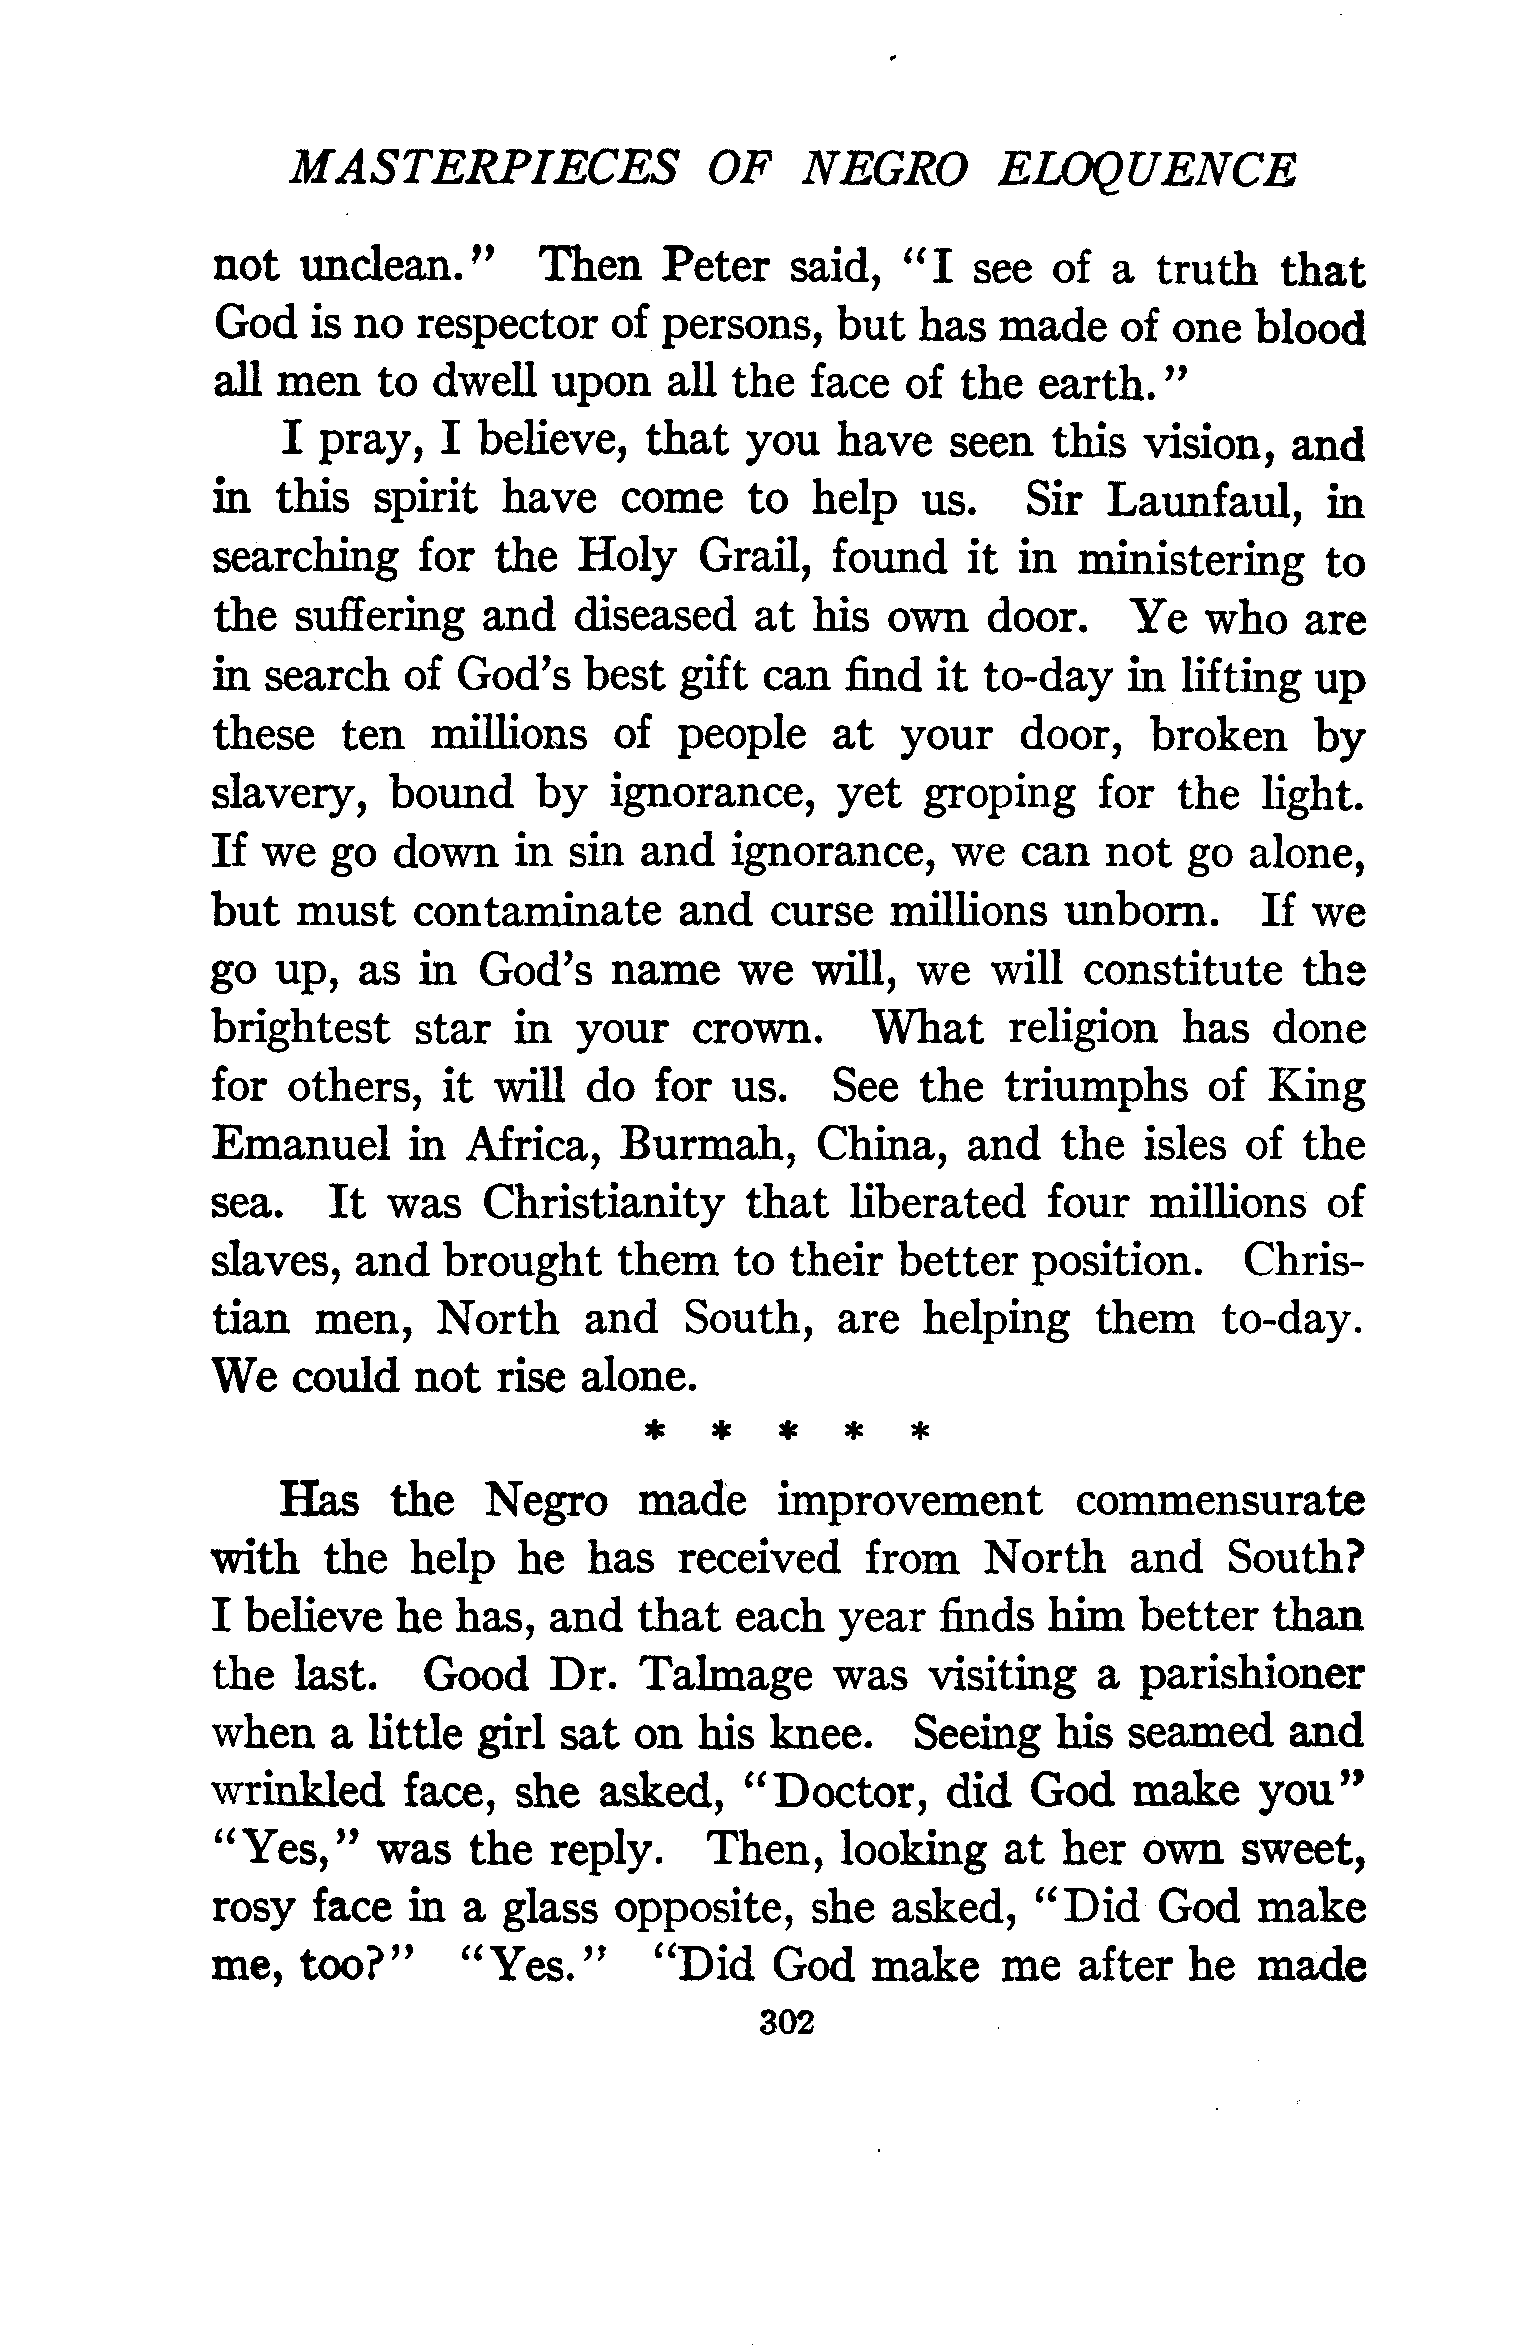 MASTERPIECES OF NEGRO ELOQUENCE
not unclean." Then Peter said, "I see of a truth that
God is no respector of persons, but has made of one blood
all men to dwell upon all the face of the earth."
I pray, I believe, that you have seen this vision, and
in this spirit have come to help us. Sir Launfaul, in
searching for the Holy Grail, found it in ministering to
the suffering and diseased at his own door. Ye who are
in search of God's best gift can find it to-day in lifting up
these ten millions of people at your door, broken by
slavery, bound by ignorance, yet groping for the light.
If we go down in sin and ignorance, we can not go alone,
but must contaminate and curse millions unborn. If we
go up, as in God's name we will, we will constitute the
brightest star in your crown. What religion has done
for others, it will do for us. See the triumphs of King
Emanuel in Africa, Burmah, China, and the isles of the
sea. It was Christianity that liberated four millions of
slaves, and brought them to their better position. Chris-
tian men, North and South, are helping them to-day.
We could not rise alone.
* * * * *
Has the Negro made improvement commensurate
with the help he has received from North and South?
I believe he has, and that each year finds him better than
the last. Good Dr. Talmage was visiting a parishioner
when a little girl sat on his knee. Seeing his seamed and
wrinkled face, she asked, "Doctor, did God make you"
"Yes," was the reply. Then, looking at her own sweet,
rosy face in a glass opposite, she asked, "Did God make
me, too?" "Yes." "Did God make me after he made
302